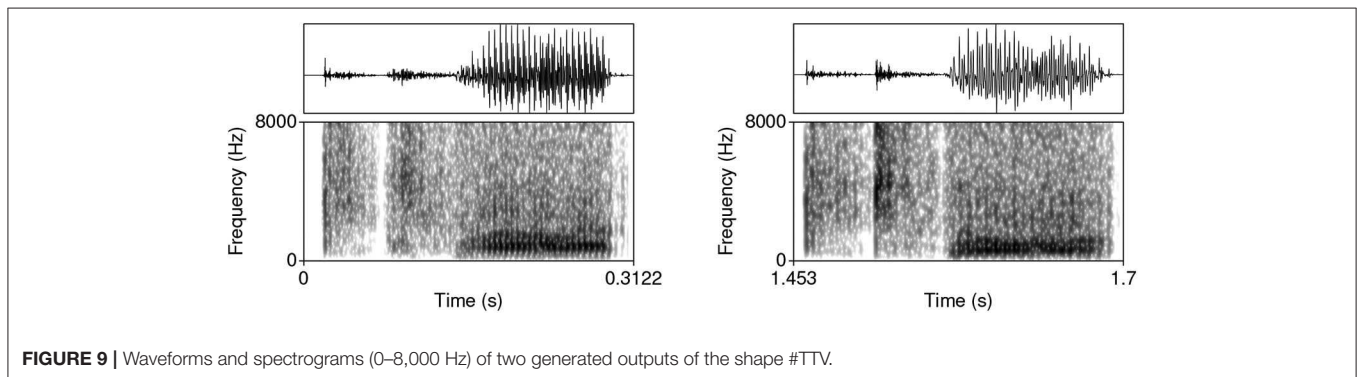 8000
Frequency (Hz)
0
0
0.3122
Time (s)
8000
Frequency (Hz)
0
1.453
1.7
Time (s)
FIGURE 9 | Waveforms and spectrograms (0–8,000 Hz) of two generated outputs of the shape #TTV.